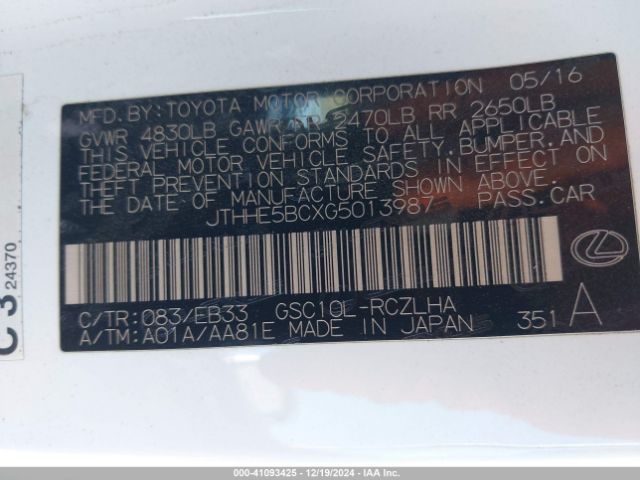 MFD.BY:TOYOTA MOTOR CORPORATION 05/16
GVWR 4830LB GAWR 2470LB RR 2650LB
THIS VEHICLE CONFORMS TO ALL APPLICABLE
FEDERAL MOTOR VEHICLE SAFETY,BUMPER,AND
THEFT PREVENTION STANDARDS IN EFFECT ON
THE DATE OF MANUFACTURE SHOWN ABOVE.
JTHHE5BCXG5013987 PASS.CAR
C/TR:083/EB33 GSC10L-RCZLHA
A/TM:A01A/AA81E MADE IN JAPAN 351 A
C 3
24370
000-41093425 - 12/19/2024 - IAAI.COM